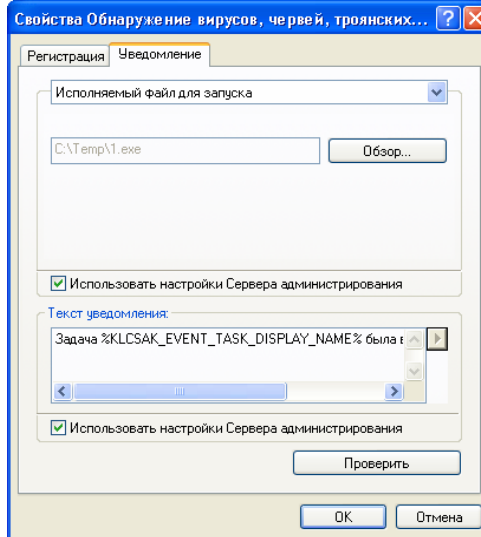 Свойства Обнаружение вирусов, червей, троянских...
Регистрация Уведомление
Исполняемый файл для запуска
C:\Temp\1.exe Обзор...
Использовать настройки Сервера администрирования
Текст уведомления:
Задача %KLCSAK_EVENT_TASK_DISPLAY_NAME% была
Использовать настройки Сервера администрирования
Проверить
OK Отмена